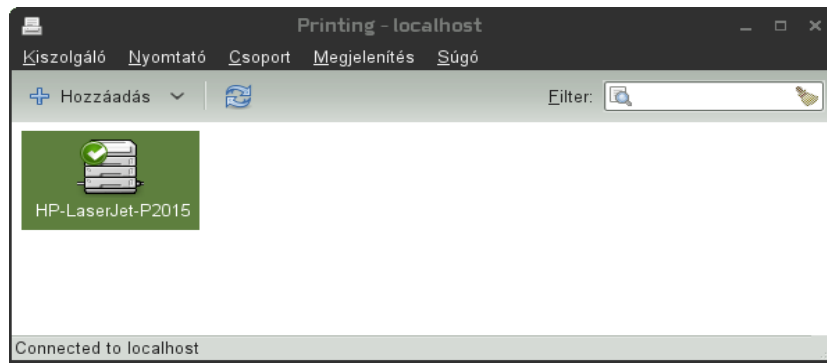 Printing - localhost
Kiszolgáló Nyomtató Csoport Megjelenítés Súgó
Hozzáadás Filter:
HP-LaserJet-P2015
Connected to localhost